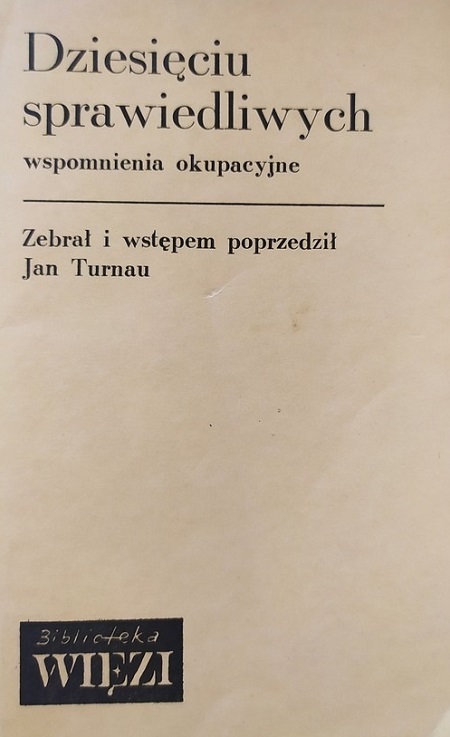 Dziesięciu
sprawiedliwych
wspomnienia okupacyjne
Zebrał i wstępem poprzedził
Jan Turnau
Biblioteka
WIĘZI